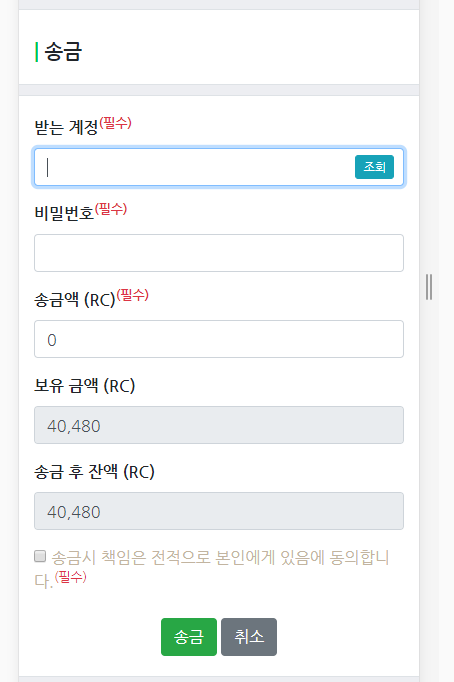 송금
받는 계정(필수)
조회
비밀번호(필수)
송금액 (RC)(필수)
0
보유 금액 (RC)
40,480
송금 후 잔액 (RC)
40,480
송금시 책임은 전적으로 본인에게 있음에 동의합니
다.(필수)
송금 취소